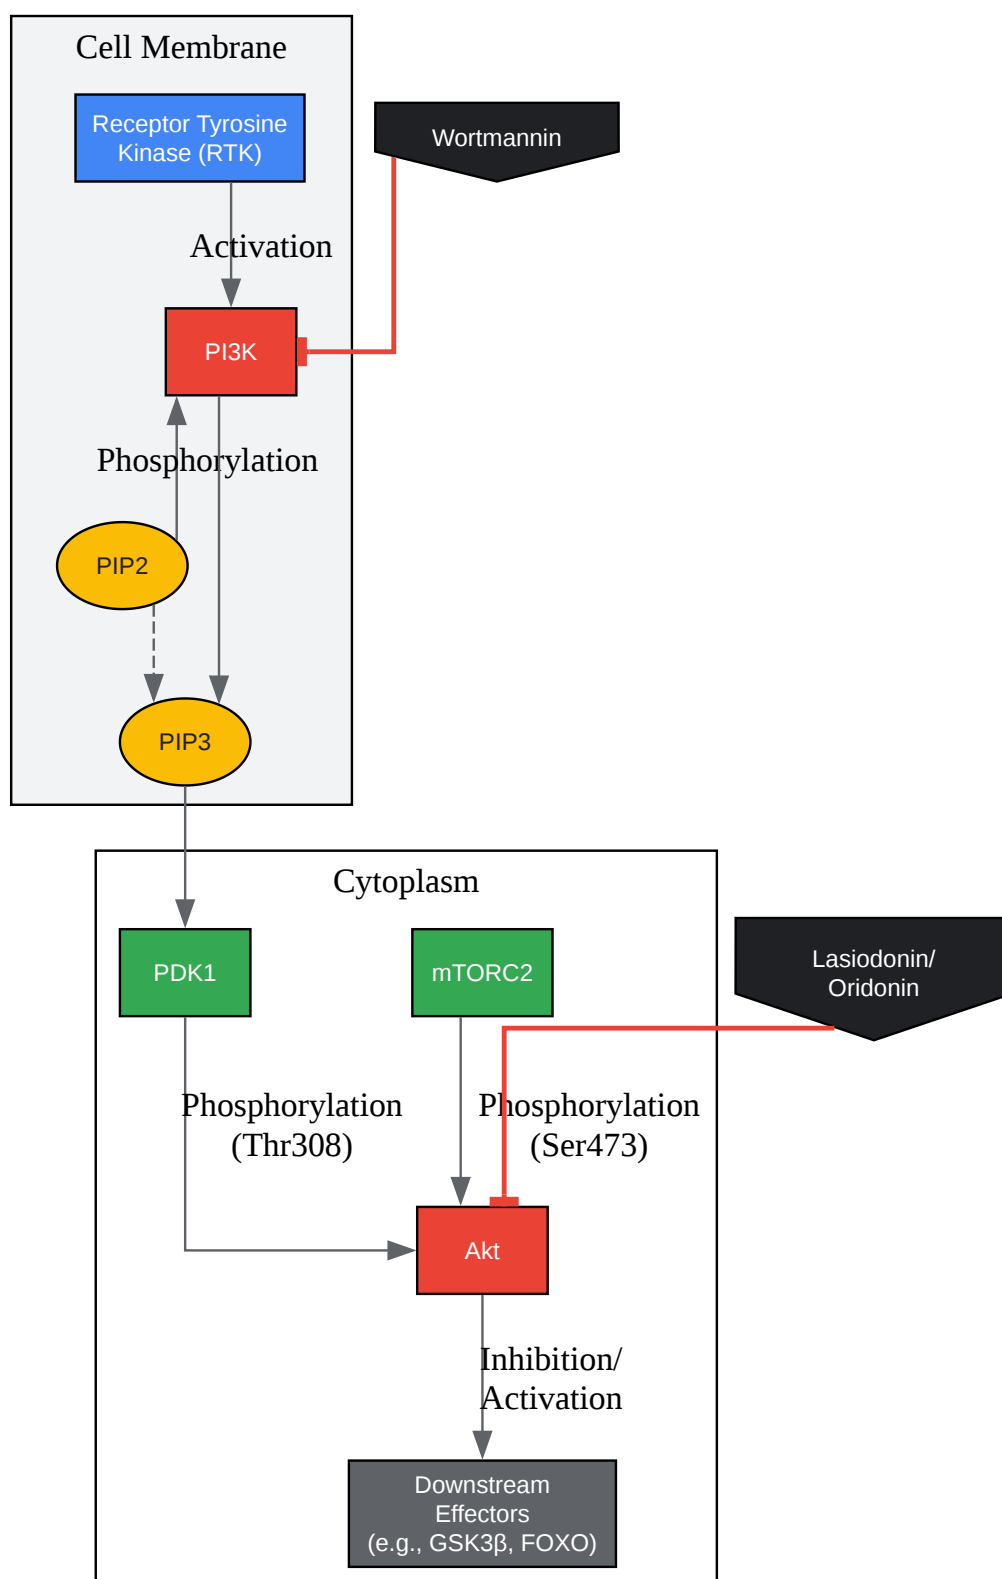 Cell Membrane
Receptor Tyrosine
Kinase (RTK)
Wortmannin
Activation
PI3K
Phosphorylation
PIP2
PIP3
Cytoplasm
PDK1
mTORC2
Lasiodonin/
Oridonin
Phosphorylation
(Thr308)
Phosphorylation
(Ser473)
Akt
Inhibition/
Activation
Downstream
Effectors
(e.g., GSK3β, FOXO)